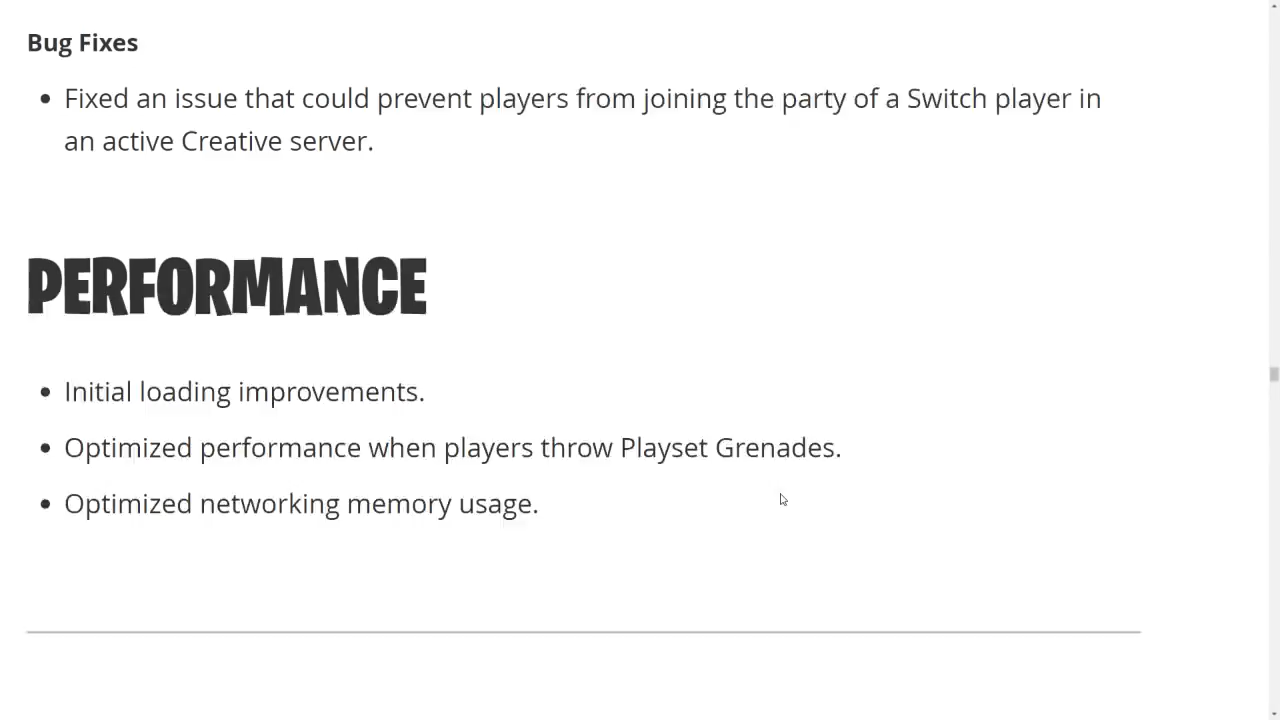 Bug Fixes
• Fixed an issue that could prevent players from joining the party of a Switch player in
an active Creative server.
PERFORMANCE
• Initial loading improvements.
• Optimized performance when players throw Playset Grenades.
• Optimized networking memory usage.